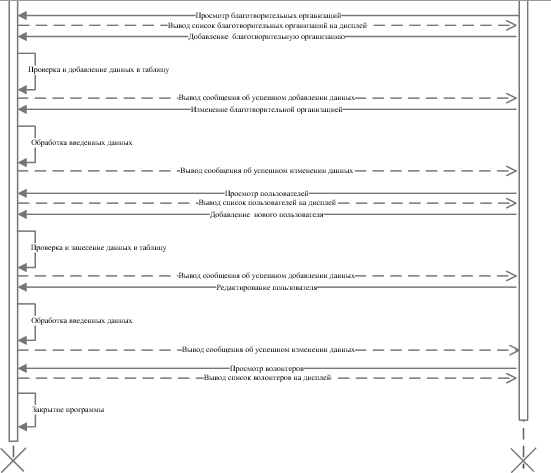 Просмотр благотворительных организаций
Вывод список благотворительных организаций на дисплей
Добавление благотворительную организацию
Проверка и добавление данных в таблицу
Вывод сообщения об успешном добавлении данных
Изменение благотворительной организацией
Обработка введенных данных
Вывод сообщения об успешном изменении данных
Просмотр пользователей
Вывод список пользователей на дисплей
Добавление нового пользователя
Проверка и занесение данных в таблицу
Вывод сообщения об успешном добавлении данных
Редактирование пользователя
Обработка введенных данных
Вывод сообщения об успешном изменении данных
Просмотр волонтеров
Вывод список волонтеров на дисплей
Закрытие программы